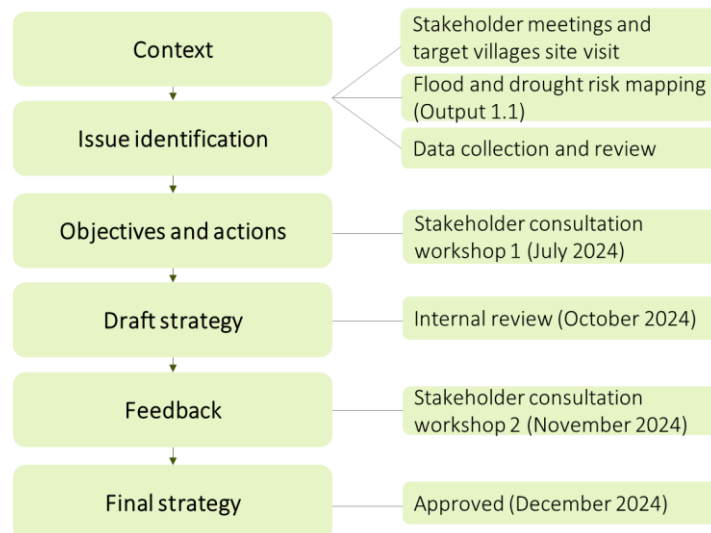 Context
Stakeholder meetings and
target villages site visit
Flood and drought risk mapping
(Output 1.1)
Issue identification
Data collection and review
Objectives and actions
Stakeholder consultation
workshop 1 (July 2024)
Draft strategy
Internal review (October 2024)
Feedback
Stakeholder consultation
workshop 2 (November 2024)
Final strategy
Approved (December 2024)